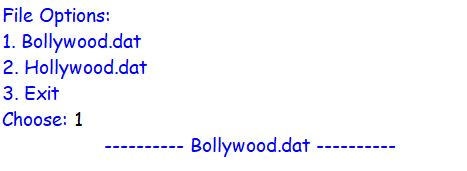 File Options:
1. Bollywood.dat
2. Hollywood.dat
3. Exit
Choose: 1
---------- Bollywood.dat ----------